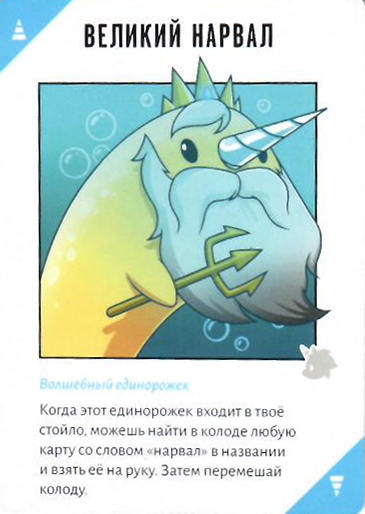 ВЕЛИКИЙ НАРВАЛ
Волшебный единорожек
Когда этот единорожек входит в твоё
стойло, можешь найти в колоде любую
карту со словом «нарвал» в названии
и взять её на руку. Затем перемешай
колоду.